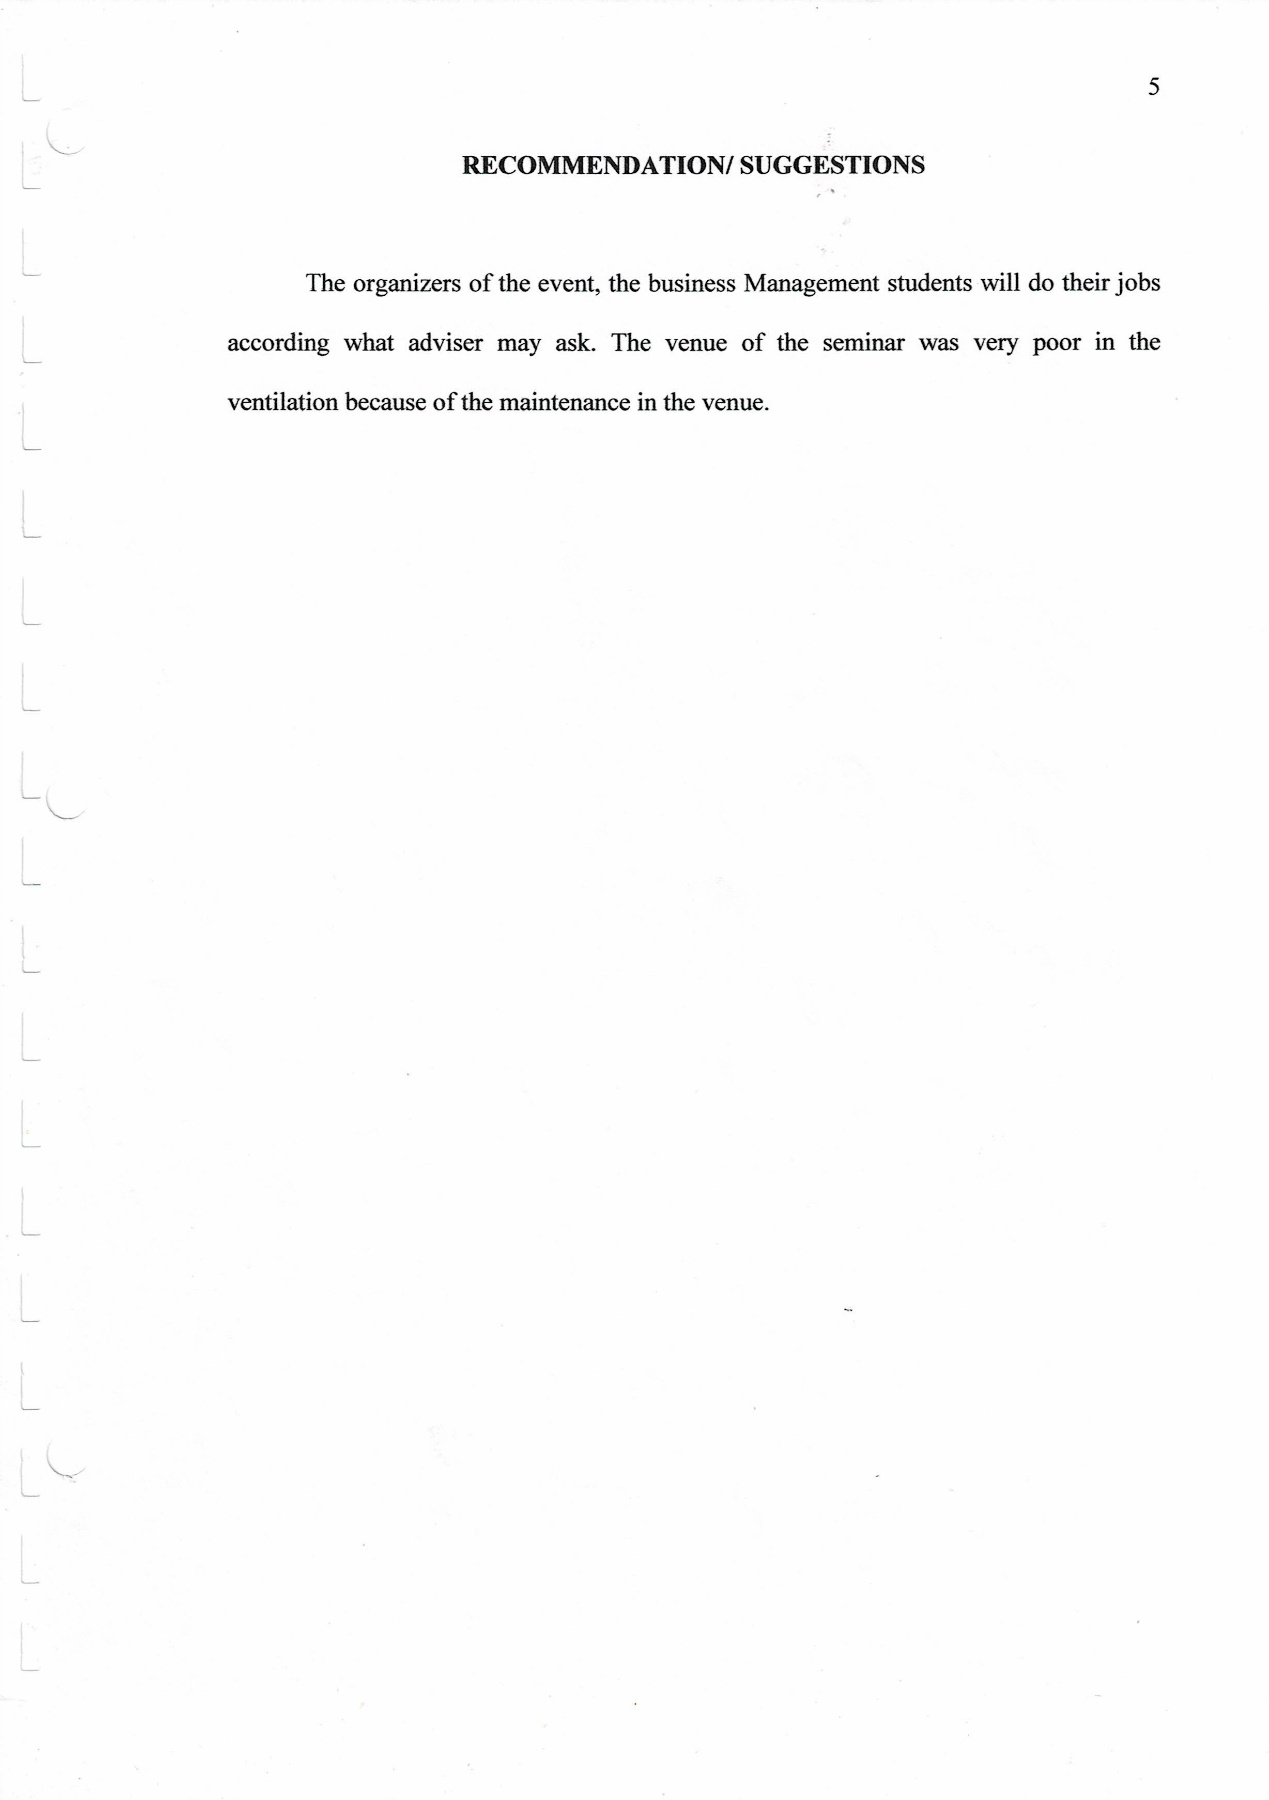 5
RECOMMENDATION/ SUGGESTIONS
The organizers of the event, the business Management students will do their jobs
according what adviser may ask. The venue of the seminar was very poor in the
ventilation because of the maintenance in the venue.